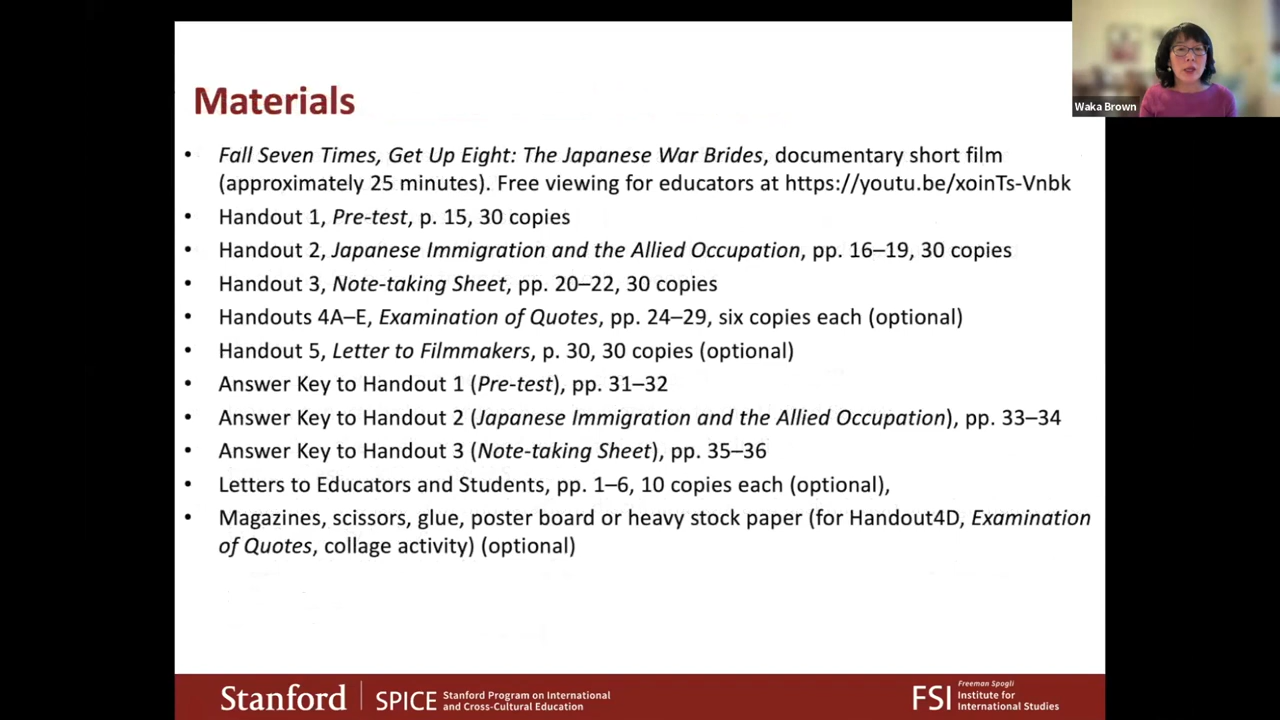 Materials
• Fall Seven Times, Get Up Eight: The Japanese War Brides, documentary short film
(approximately 25 minutes). Free viewing for educators at https://youtu.be/xoinTs-Vnbk
• Handout 1, Pre-test, p. 15, 30 copies
• Handout 2, Japanese Immigration and the Allied Occupation, pp. 16–19, 30 copies
• Handout 3, Note-taking Sheet, pp. 20–22, 30 copies
• Handouts 4A–E, Examination of Quotes, pp. 24–29, six copies each (optional)
• Handout 5, Letter to Filmmakers, p. 30, 30 copies (optional)
• Answer Key to Handout 1 (Pre-test), pp. 31–32
• Answer Key to Handout 2 (Japanese Immigration and the Allied Occupation), pp. 33–34
• Answer Key to Handout 3 (Note-taking Sheet), pp. 35–36
• Letters to Educators and Students, pp. 1–6, 10 copies each (optional),
• Magazines, scissors, glue, poster board or heavy stock paper (for Handout4D, Examination
of Quotes, collage activity) (optional)
Waka Brown
Stanford
SPICE
Stanford Program on International
and Cross-Cultural Education
FSI
Freeman Spogli
Institute for
International Studies